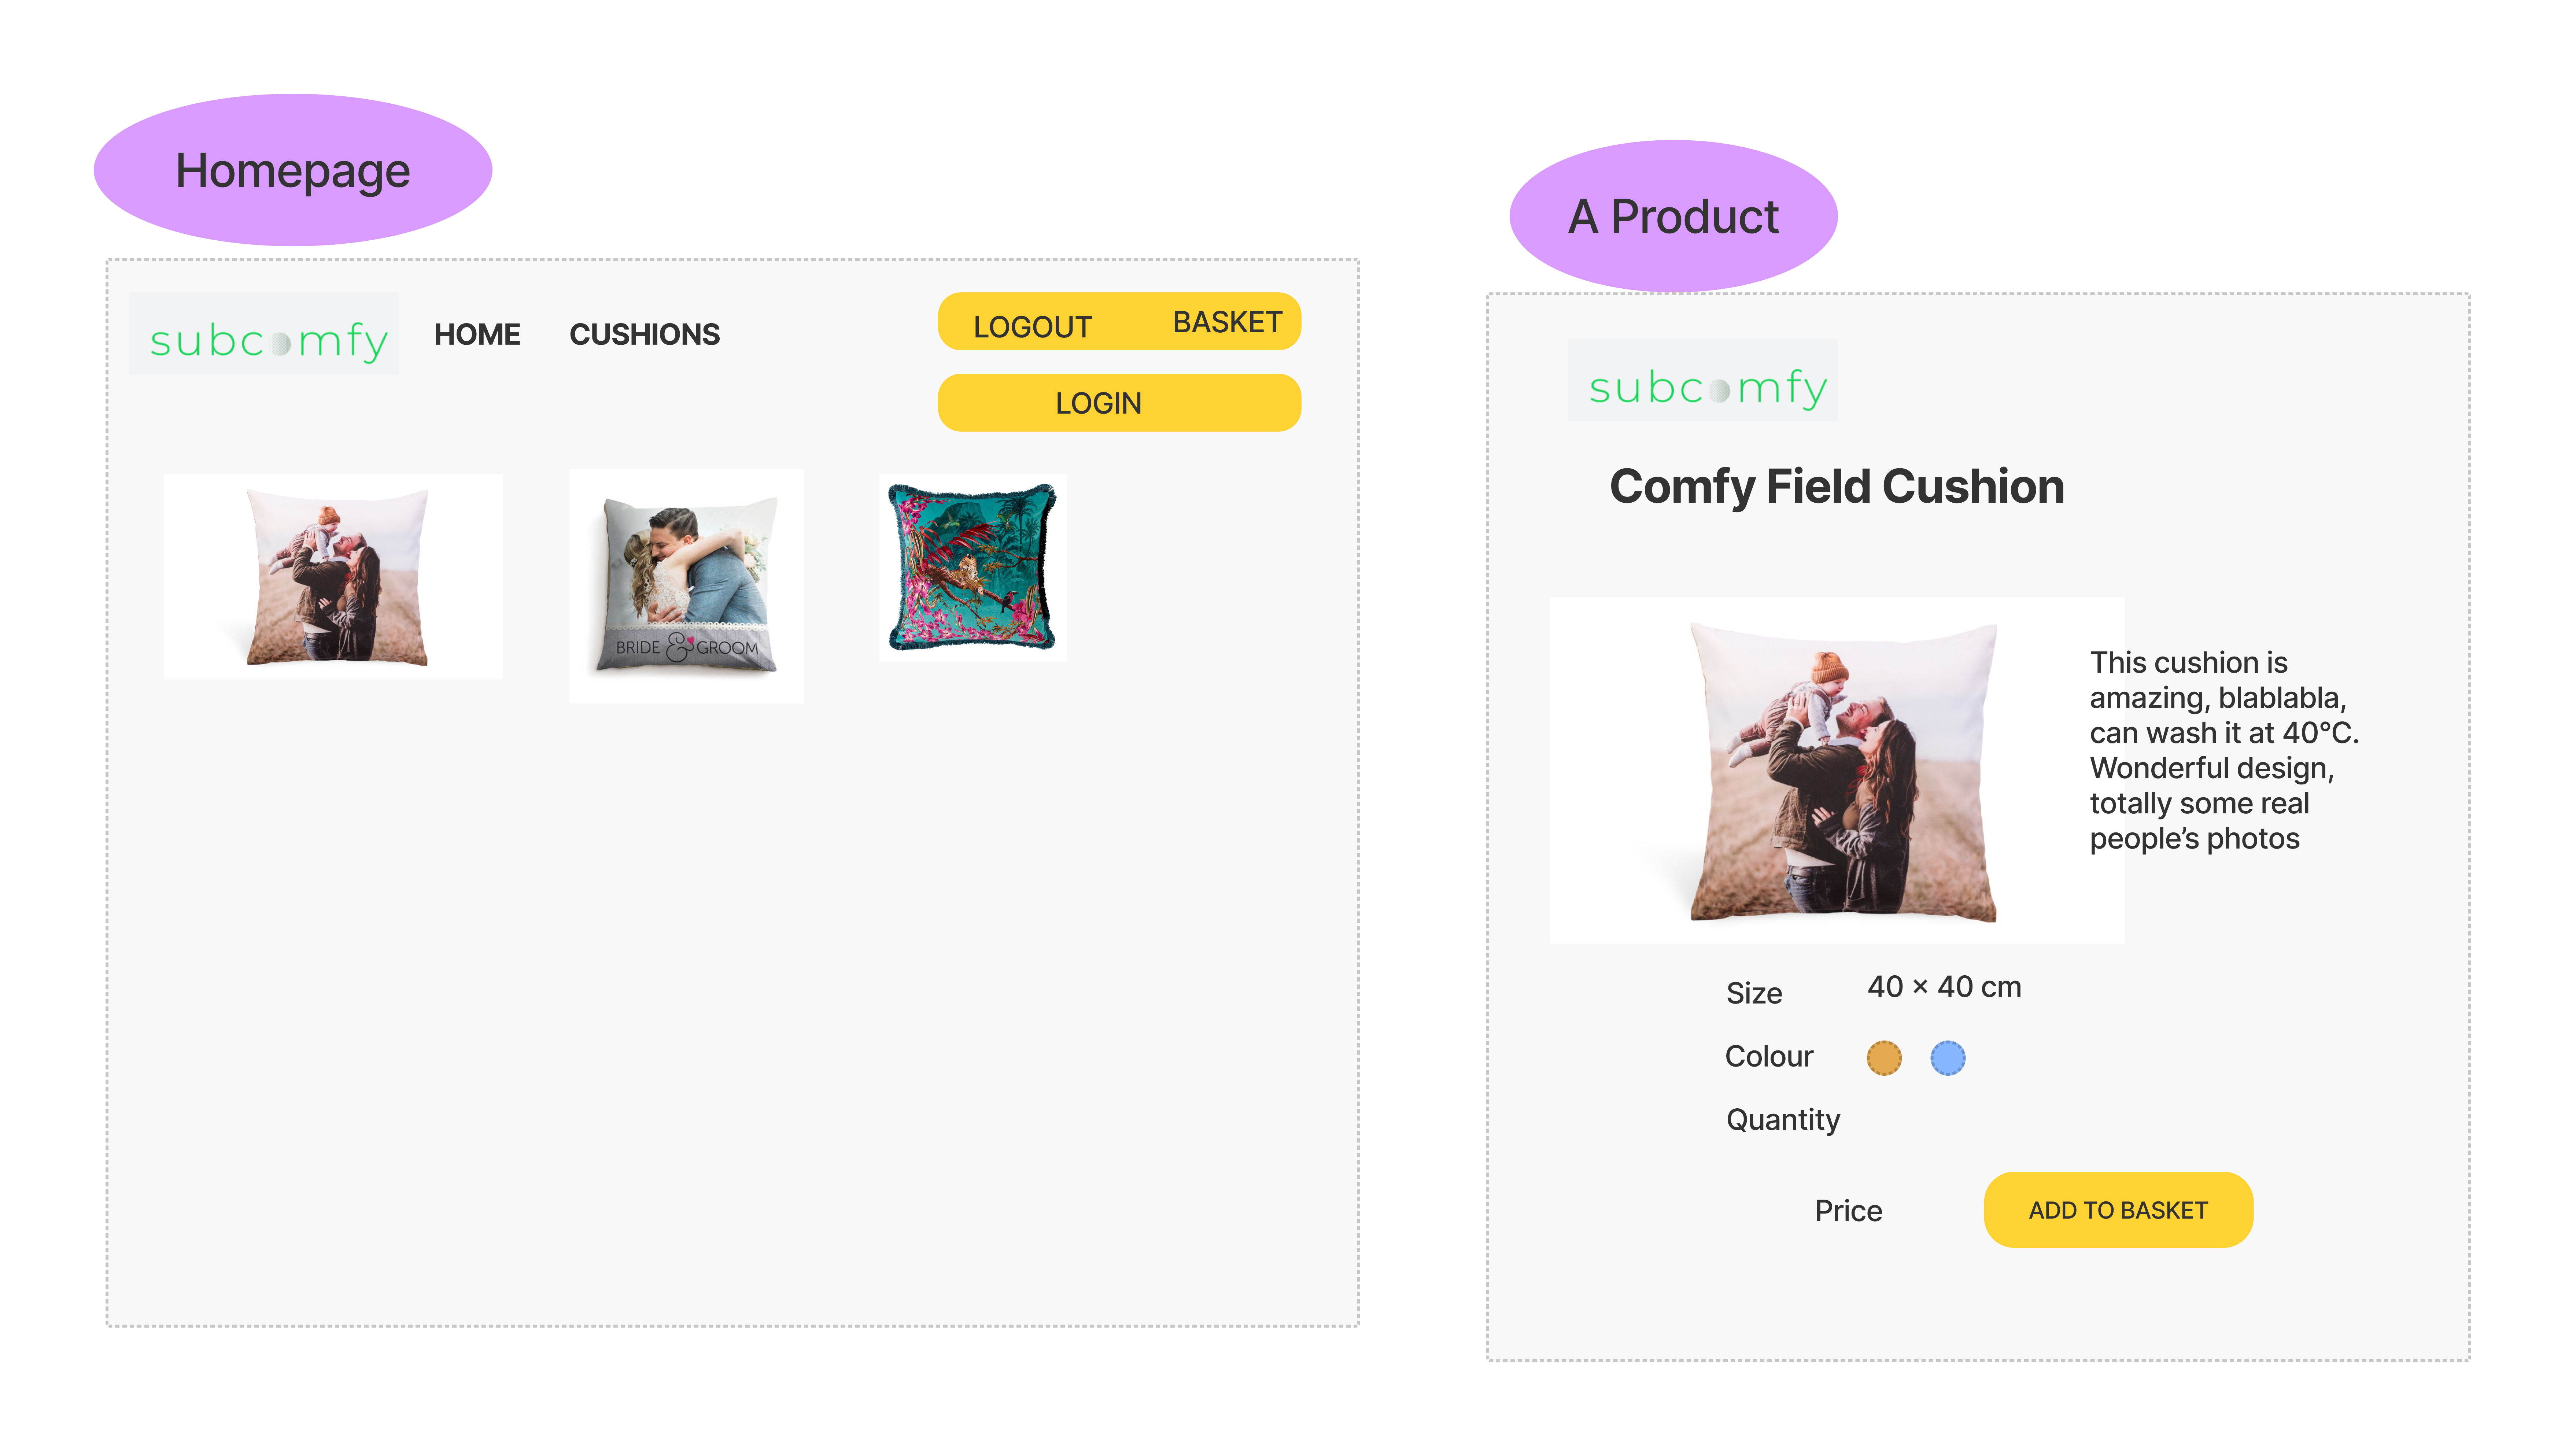 Homepage
subcomfy
HOME
CUSHIONS
LOGOUT
BASKET
LOGIN
BRIDE & GROOM
A Product
subcomfy
Comfy Field Cushion
This cushion is
amazing, blablabla,
can wash it at 40°C.
Wonderful design,
totally some real
people’s photos
Size
40 × 40 cm
Colour
Quantity
Price
ADD TO BASKET